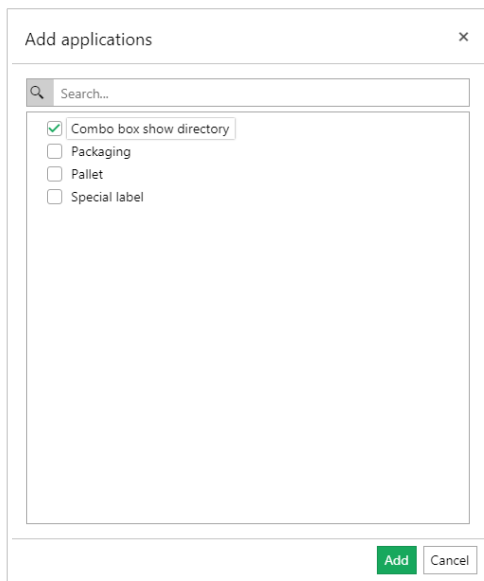 Add applications
Search...
Combo box show directory
Packaging
Pallet
Special label
Add Cancel